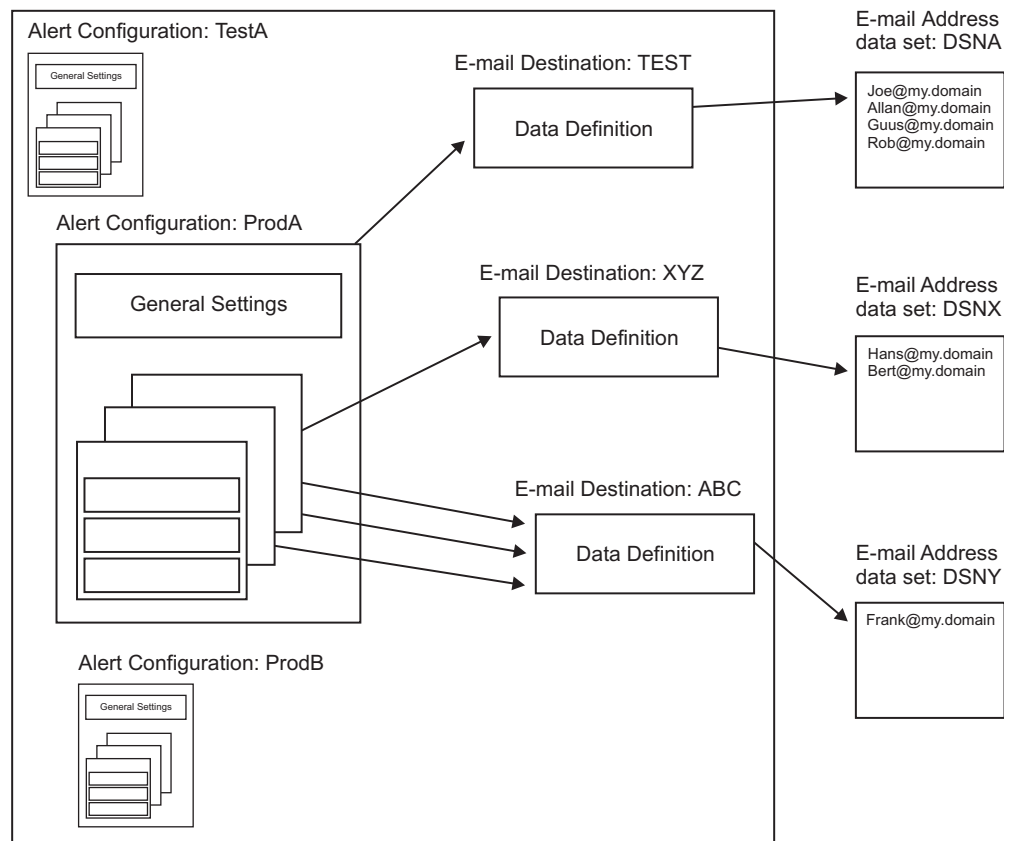 Alert Configuration: TestA
General Settings
E-mail Destination: TEST
Data Definition
E-mail Address
data set: DSNA
Joe@my.domain
Allan@my.domain
Guus@my.domain
Rob@my.domain
Alert Configuration: ProdA
General Settings
E-mail Destination: XYZ
Data Definition
E-mail Address
data set: DSNX
Hans@my.domain
Bert@my.domain
E-mail Destination: ABC
Data Definition
E-mail Address
data set: DSNY
Frank@my.domain
Alert Configuration: ProdB
General Settings